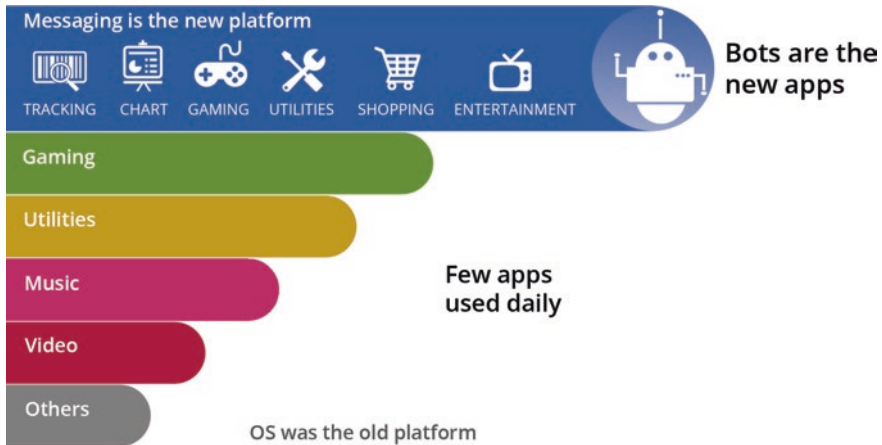 Messaging is the new platform
TRACKING CHART GAMING UTILITIES SHOPPING ENTERTAINMENT
Bots are the
new apps
Gaming
Utilities
Music
Few apps
used daily
Video
Others
OS was the old platform